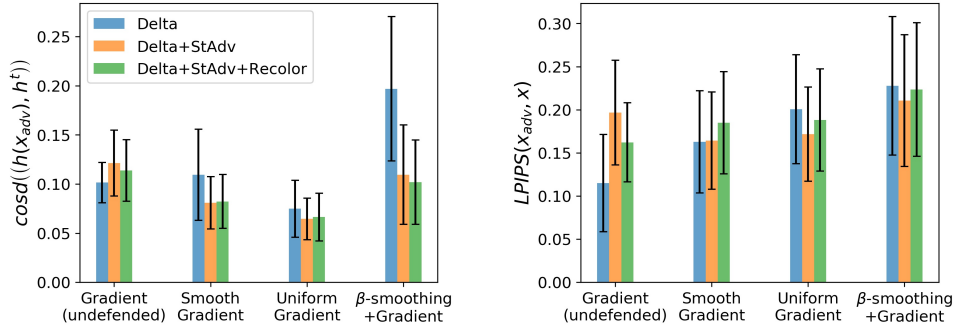 cosd((h(x_adv), h^t))
0.25
0.20
0.15
0.10
0.05
0.00
Delta
Delta+StAdv
Delta+StAdv+Recolor
Gradient
(undefended)
Smooth
Gradient
Uniform
Gradient
β-smoothing
+Gradient
LPIPS(x_adv, x)
0.30
0.25
0.20
0.15
0.10
0.05
0.00
Gradient
(undefended)
Smooth
Gradient
Uniform
Gradient
β-smoothing
+Gradient